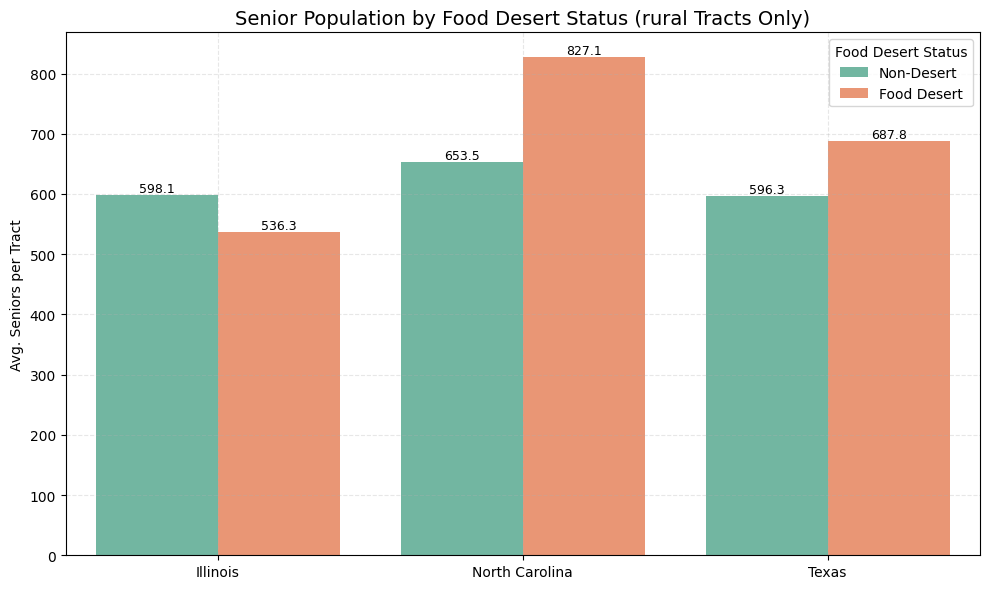 Senior Population by Food Desert Status (rural Tracts Only)
Food Desert Status
Non-Desert
Food Desert
Avg. Seniors per Tract
800
700
600
500
400
300
200
100
0
598.1
536.3
653.5
827.1
596.3
687.8
Illinois
North Carolina
Texas